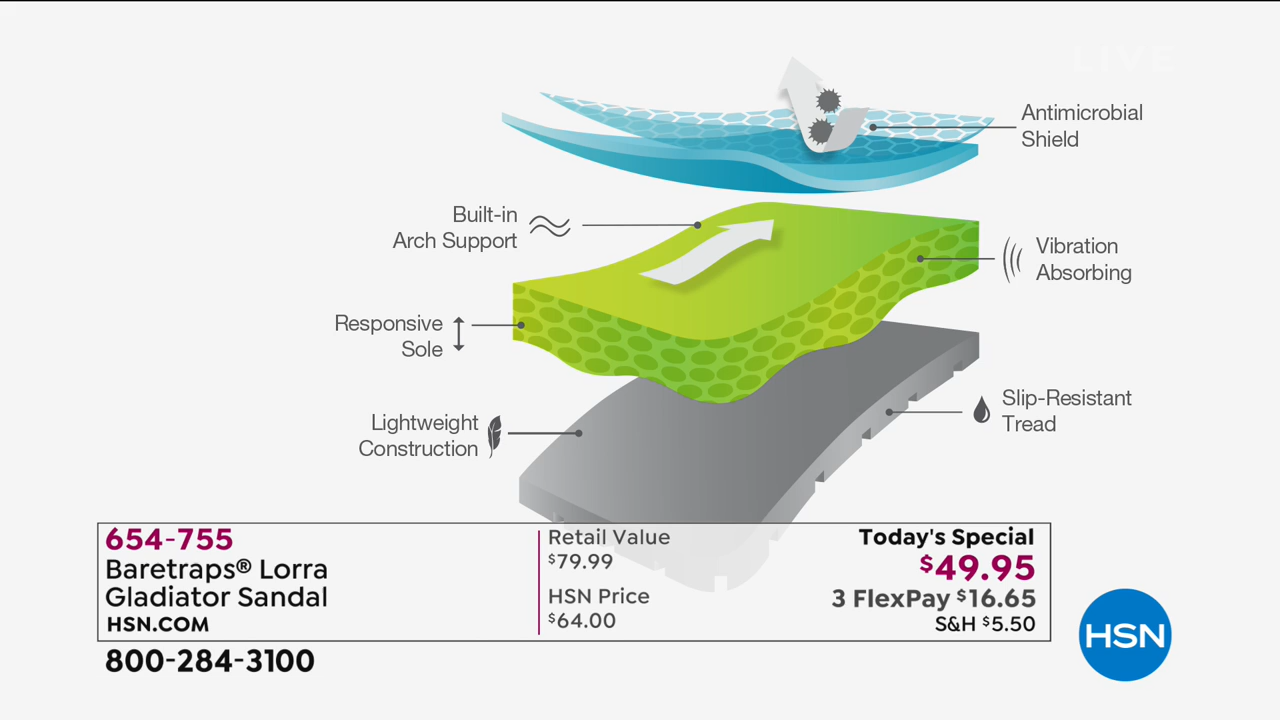 LIVE
Antimicrobial
Shield
Built-in
Arch Support
Vibration
Absorbing
Responsive
Sole
Slip-Resistant
Tread
Lightweight
Construction
654-755
Baretraps® Lorra
Gladiator Sandal
HSN.COM
Retail Value
$79.99
HSN Price
$64.00
Today's Special
$49.95
3 FlexPay $16.65
S&H $5.50
800-284-3100
HSN